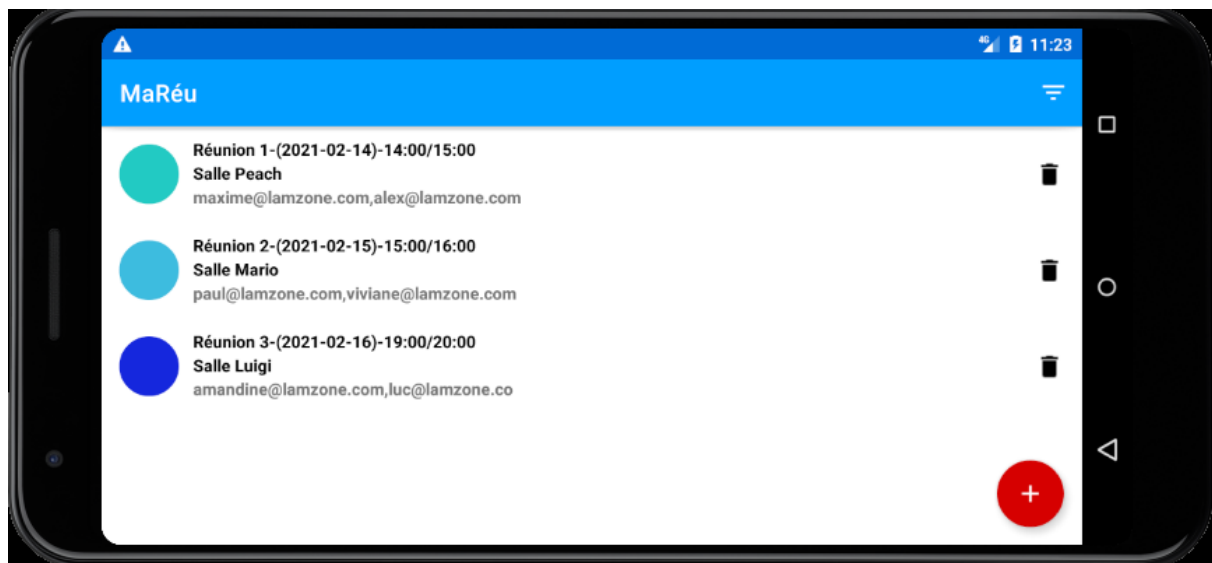 4G 11:23
MaRéu
Réunion 1-(2021-02-14)-14:00/15:00
Salle Peach
maxime@lamzone.com,alex@lamzone.com
Réunion 2-(2021-02-15)-15:00/16:00
Salle Mario
paul@lamzone.com,viviane@lamzone.com
Réunion 3-(2021-02-16)-19:00/20:00
Salle Luigi
amandine@lamzone.com,luc@lamzone.co